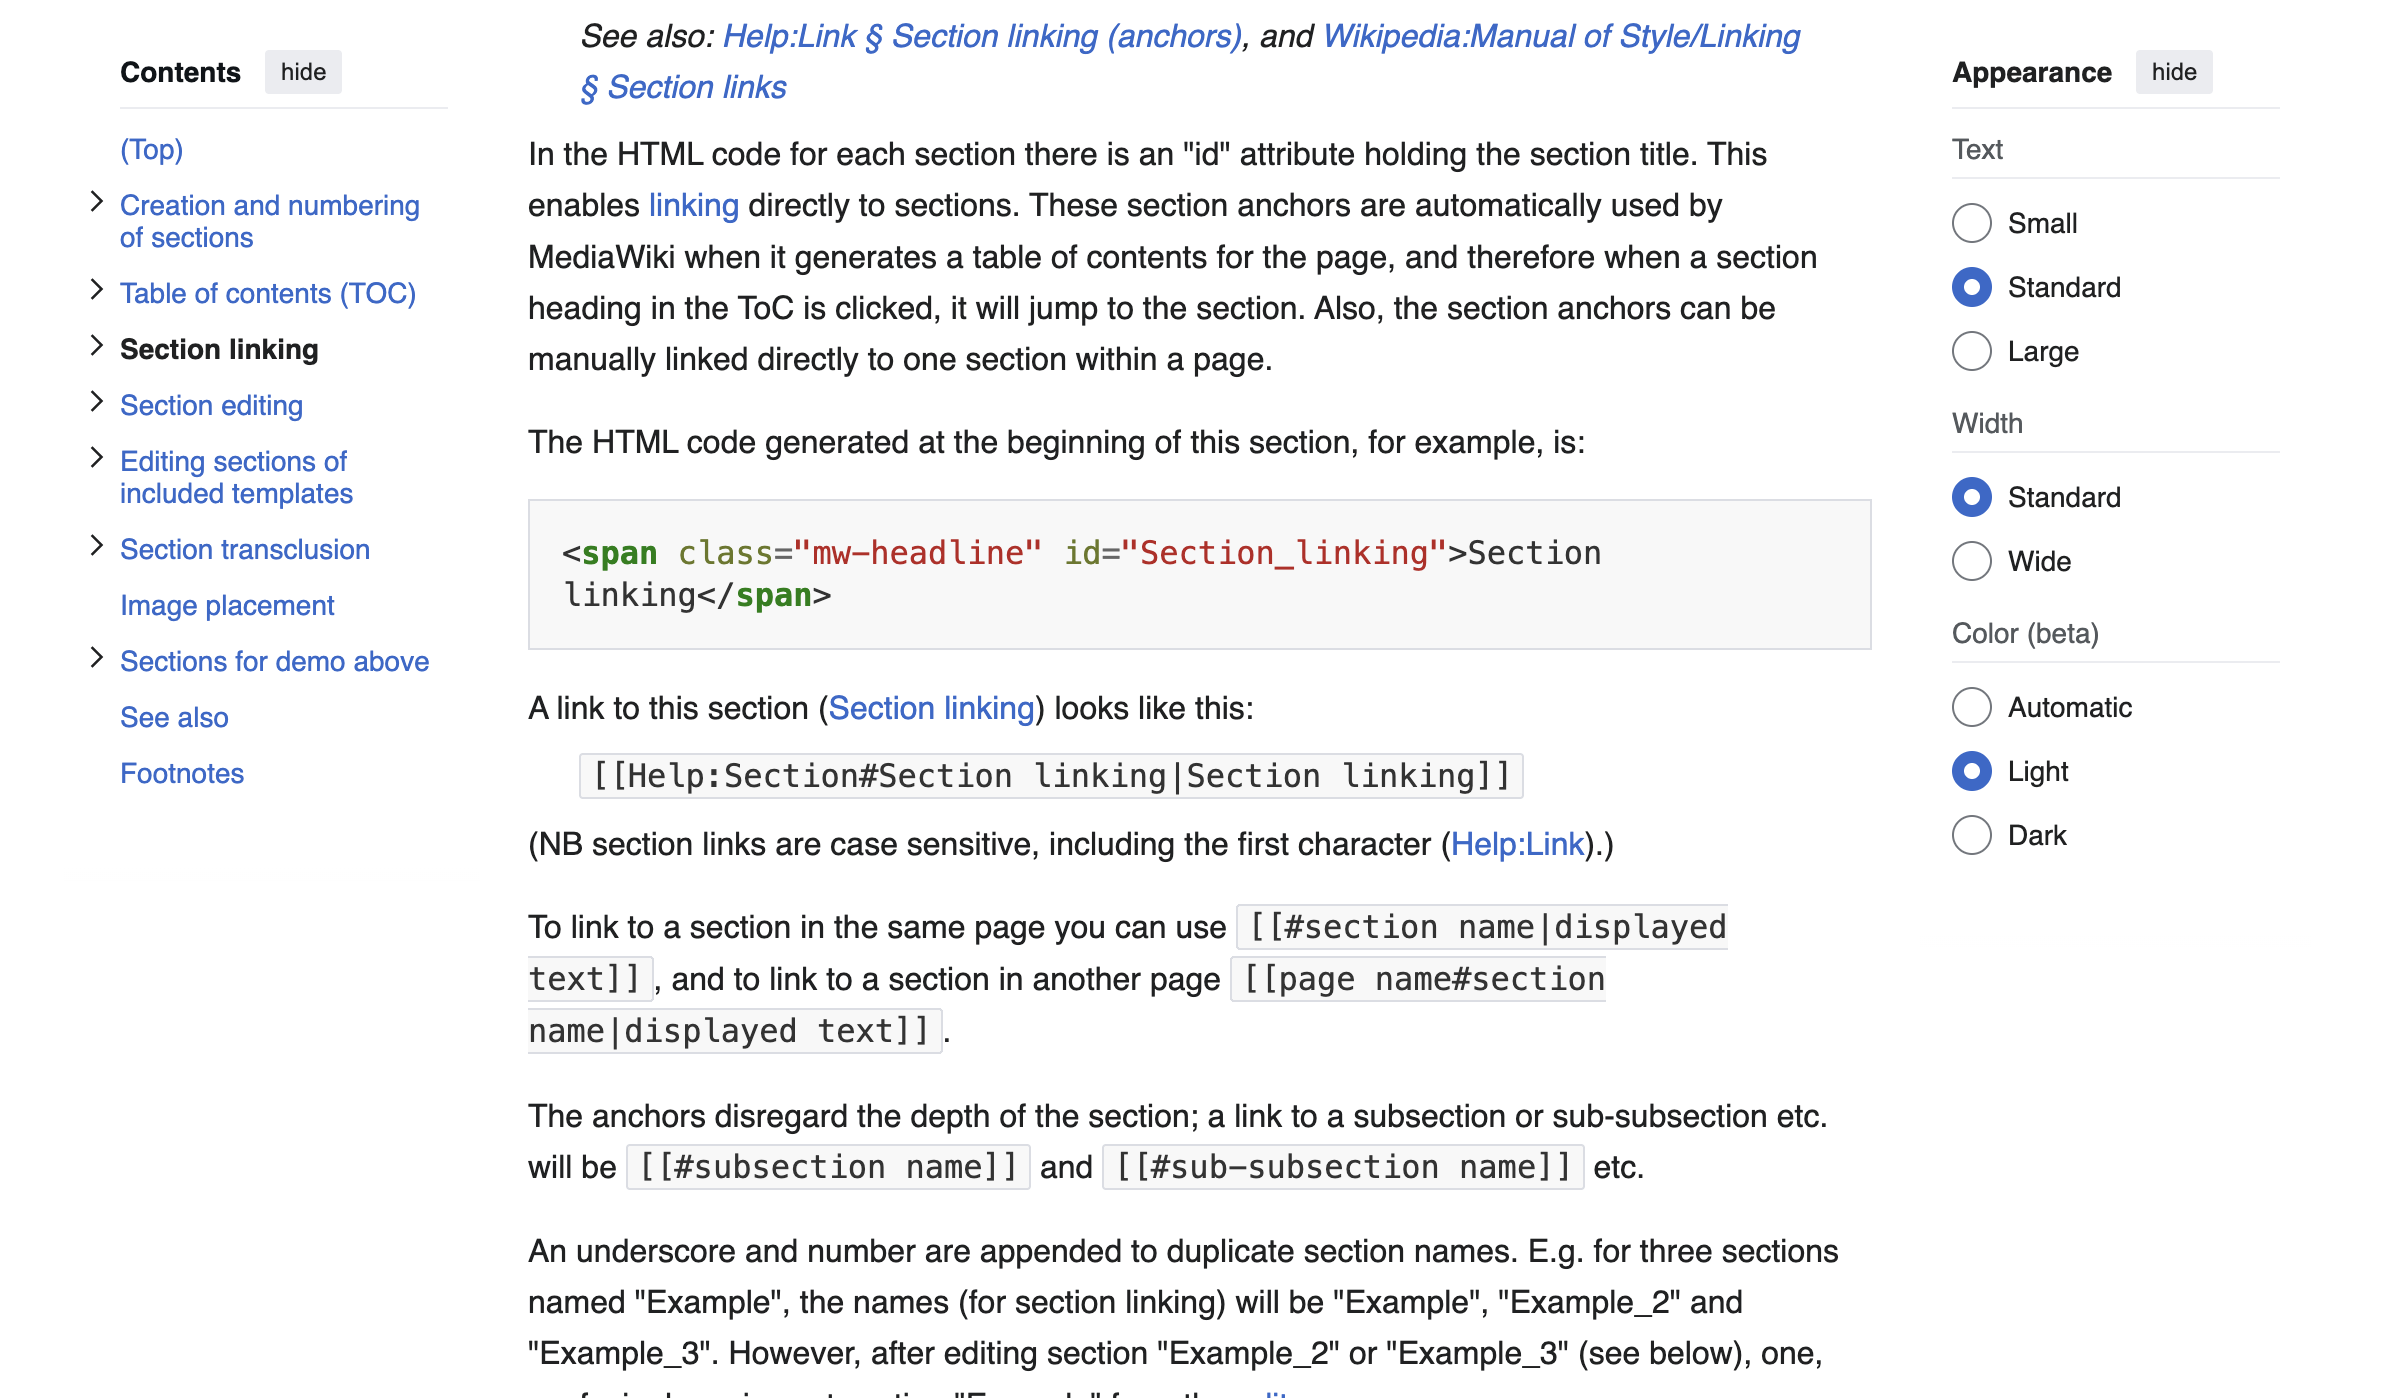 Contents hide
(Top)
Creation and numbering
of sections
Table of contents (TOC)
Section linking
Section editing
Editing sections of
included templates
Section transclusion
Image placement
Sections for demo above
See also
Footnotes
See also: Help:Link § Section linking (anchors), and Wikipedia:Manual of Style/Linking
§ Section links
In the HTML code for each section there is an "id" attribute holding the section title. This
enables linking directly to sections. These section anchors are automatically used by
MediaWiki when it generates a table of contents for the page, and therefore when a section
heading in the ToC is clicked, it will jump to the section. Also, the section anchors can be
manually linked directly to one section within a page.
The HTML code generated at the beginning of this section, for example, is:
<span class="mw-headline" id="Section_linking">Section
linking</span>
A link to this section (Section linking) looks like this:
[[Help:Section#Section linking|Section linking]]
(NB section links are case sensitive, including the first character (Help:Link).)
To link to a section in the same page you can use [[#section name|displayed
text]], and to link to a section in another page [[page name#section
name|displayed text]].
The anchors disregard the depth of the section; a link to a subsection or sub-subsection etc.
will be [[#subsection name]] and [[#sub-subsection name]] etc.
An underscore and number are appended to duplicate section names. E.g. for three sections
named "Example", the names (for section linking) will be "Example", "Example_2" and
"Example_3". However, after editing section "Example_2" or "Example_3" (see below), one,
Appearance hide
Text
Small
Standard
Large
Width
Standard
Wide
Color (beta)
Automatic
Light
Dark